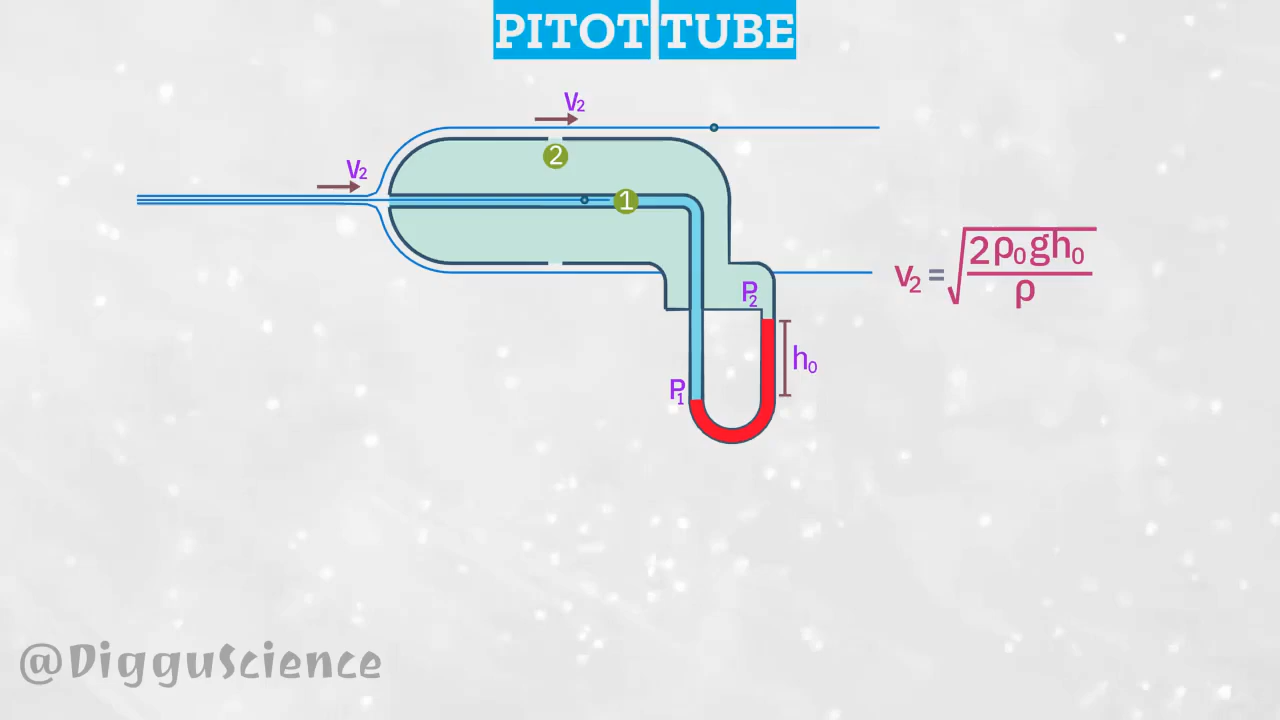 PITOT TUBE
V₂
V₂
2
1
v₂ = √(2ρ₀gh₀/ρ)
P₂
h₀
P₁
@DigguScience